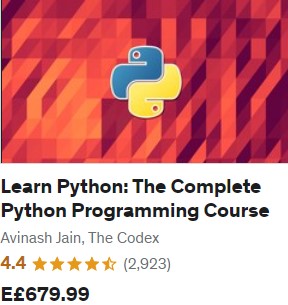 Learn Python: The Complete
Python Programming Course
Avinash Jain, The Codex
4.4 (2,923)
E£679.99